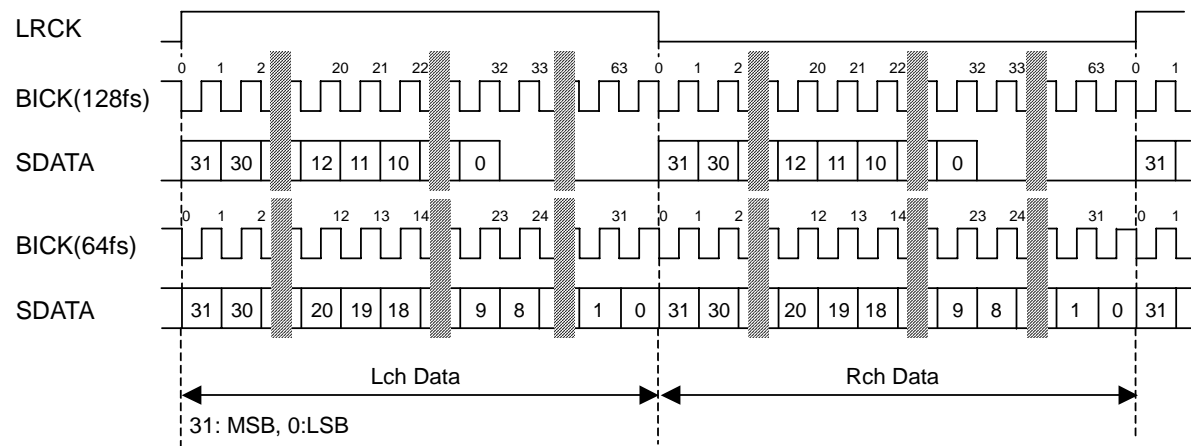 LRCK
0 1 2 20 21 22 32 33 63 0 1 2 20 21 22 32 33 63 0 1
BICK(128fs)
SDATA 31 30 12 11 10 0 31 30 12 11 10 0 31
0 1 2 12 13 14 23 24 31 0 1 2 12 13 14 23 24 31 0 1
BICK(64fs)
SDATA 31 30 20 19 18 9 8 1 0 31 30 20 19 18 9 8 1 0 31
Lch Data Rch Data
31: MSB, 0:LSB